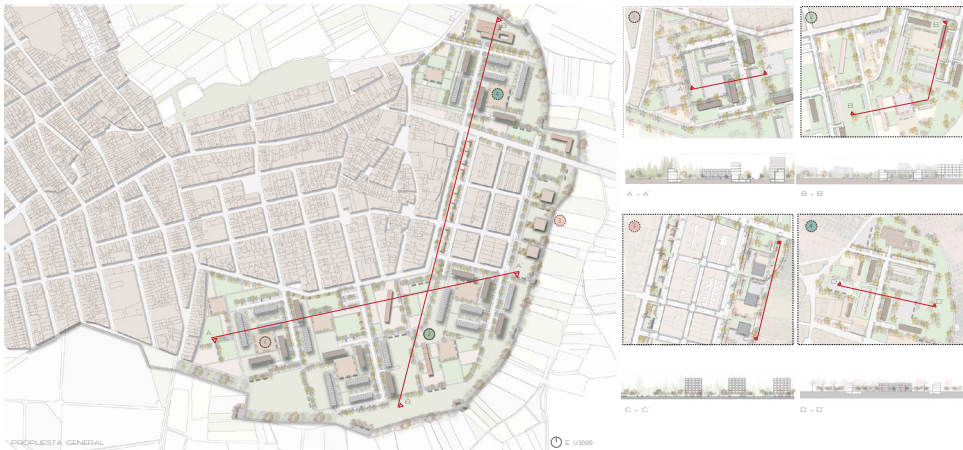 A - A'
B - B'
C - C'
D - D'
B
A
A'
B
B'
PROPUESTA GENERAL
E 1/3000